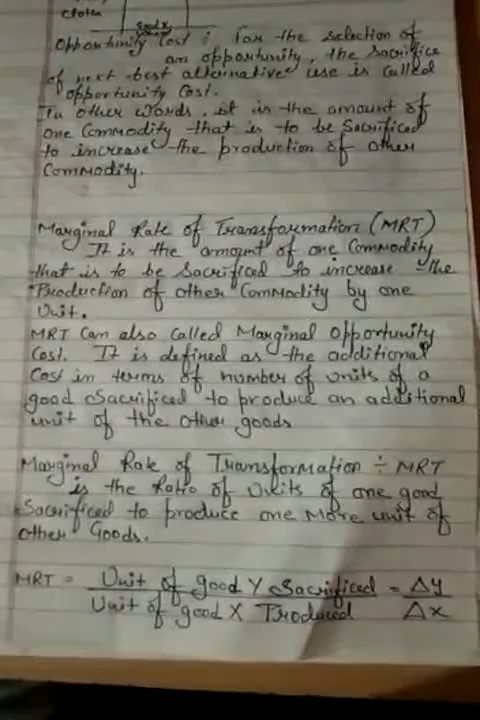 Cloth
good x
Opportunity Cost : For the selection of
an opportunity, the sacrifice
of next best alternative use is called
opportunity Cost.
In other words, it is the amount of
one Commodity that is to be Sacrificed
to increase the production of other
Commodity.
Marginal Rate of Transformation (MRT)
It is the amount of one Commodity
that is to be Sacrificed to increase the
Production of other Commodity by one
Unit.
MRT Can also Called Marginal Opportunity
Cost. It is defined as the additional
Cost in terms of number of units of a
good Sacrificed to produce an additional
unit of the other goods
Marginal Rate of Transformation ÷ MRT
is the Ratio of Units of one good
Sacrificed to produce one More unit of
other Goods.
MRT = Unit of good Y Sacrificed = Δy
Unit of good X Produced Δx